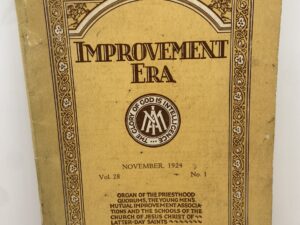 IMPROVEMENT
ERA
THE GLORY OF GOD IS INTELLIGENCE
MIA
NOVEMBER, 1924
Vol. 28 No. 1
ORGAN OF THE PRIESTHOOD
QUORUMS, THE YOUNG MEN'S
MUTUAL IMPROVEMENT ASSOCIA-
TIONS AND THE SCHOOLS OF THE
CHURCH OF JESUS CHRIST OF
LATTER-DAY SAINTS